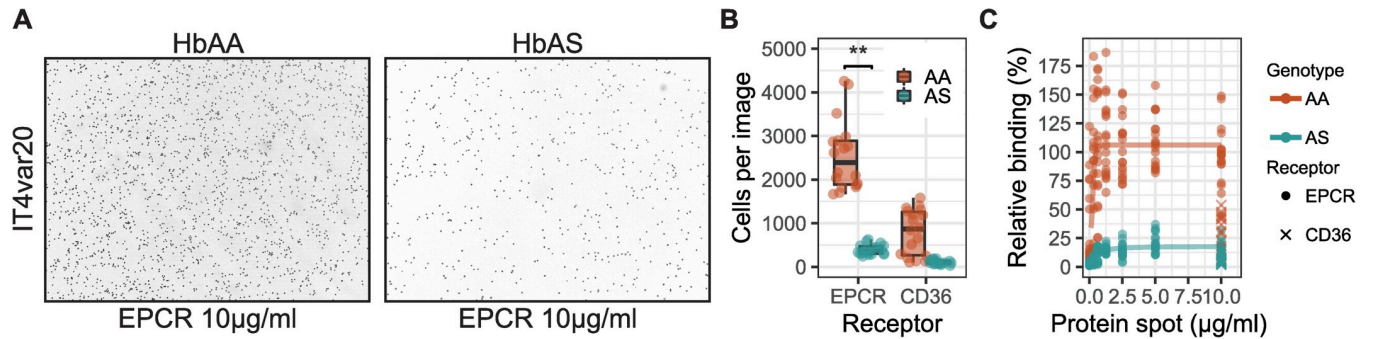 A
HbAA
HbAS
IT4var20
EPCR 10µg/ml
EPCR 10µg/ml
B
Cells per image
5000
4000
3000
2000
1000
0
**
AA
AS
EPCR
CD36
Receptor
C
Relative binding (%)
175
150
125
100
75
50
25
0
0.0 2.5 5.0 7.510.0
Protein spot (µg/ml)
Genotype
AA
AS
Receptor
EPCR
CD36